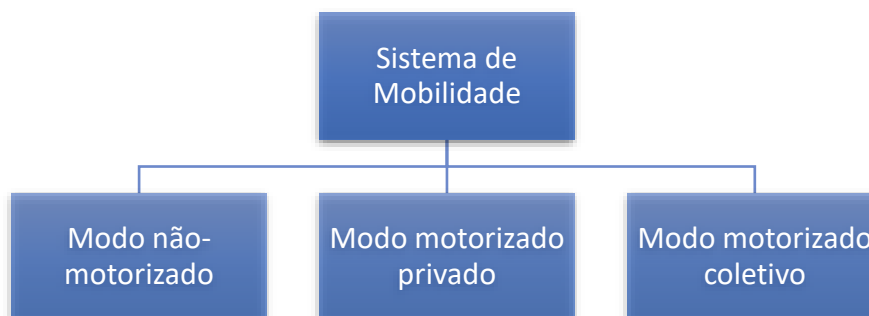 Sistema de
Mobilidade
Modo não-
motorizado
Modo motorizado
privado
Modo motorizado
coletivo